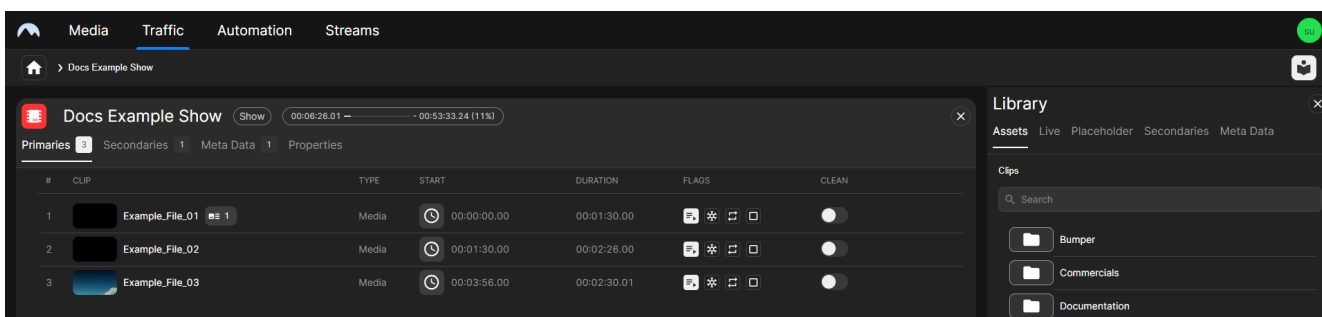 Media Traffic Automation Streams
SU
Docs Example Show
Docs Example Show Show 00:06:26.01 - 00:53:33.24 (11%)
Primaries 3 Secondaries 1 Meta Data 1 Properties
# CLIP TYPE START DURATION FLAGS CLEAN
1 Example_File_01 1 Media 00:00:00.00 00:01:30.00
2 Example_File_02 Media 00:01:30.00 00:02:26.00
3 Example_File_03 Media 00:03:56.00 00:02:30.01
Library
Assets Live Placeholder Secondaries Meta Data
Clips
Search
Bumper
Commercials
Documentation